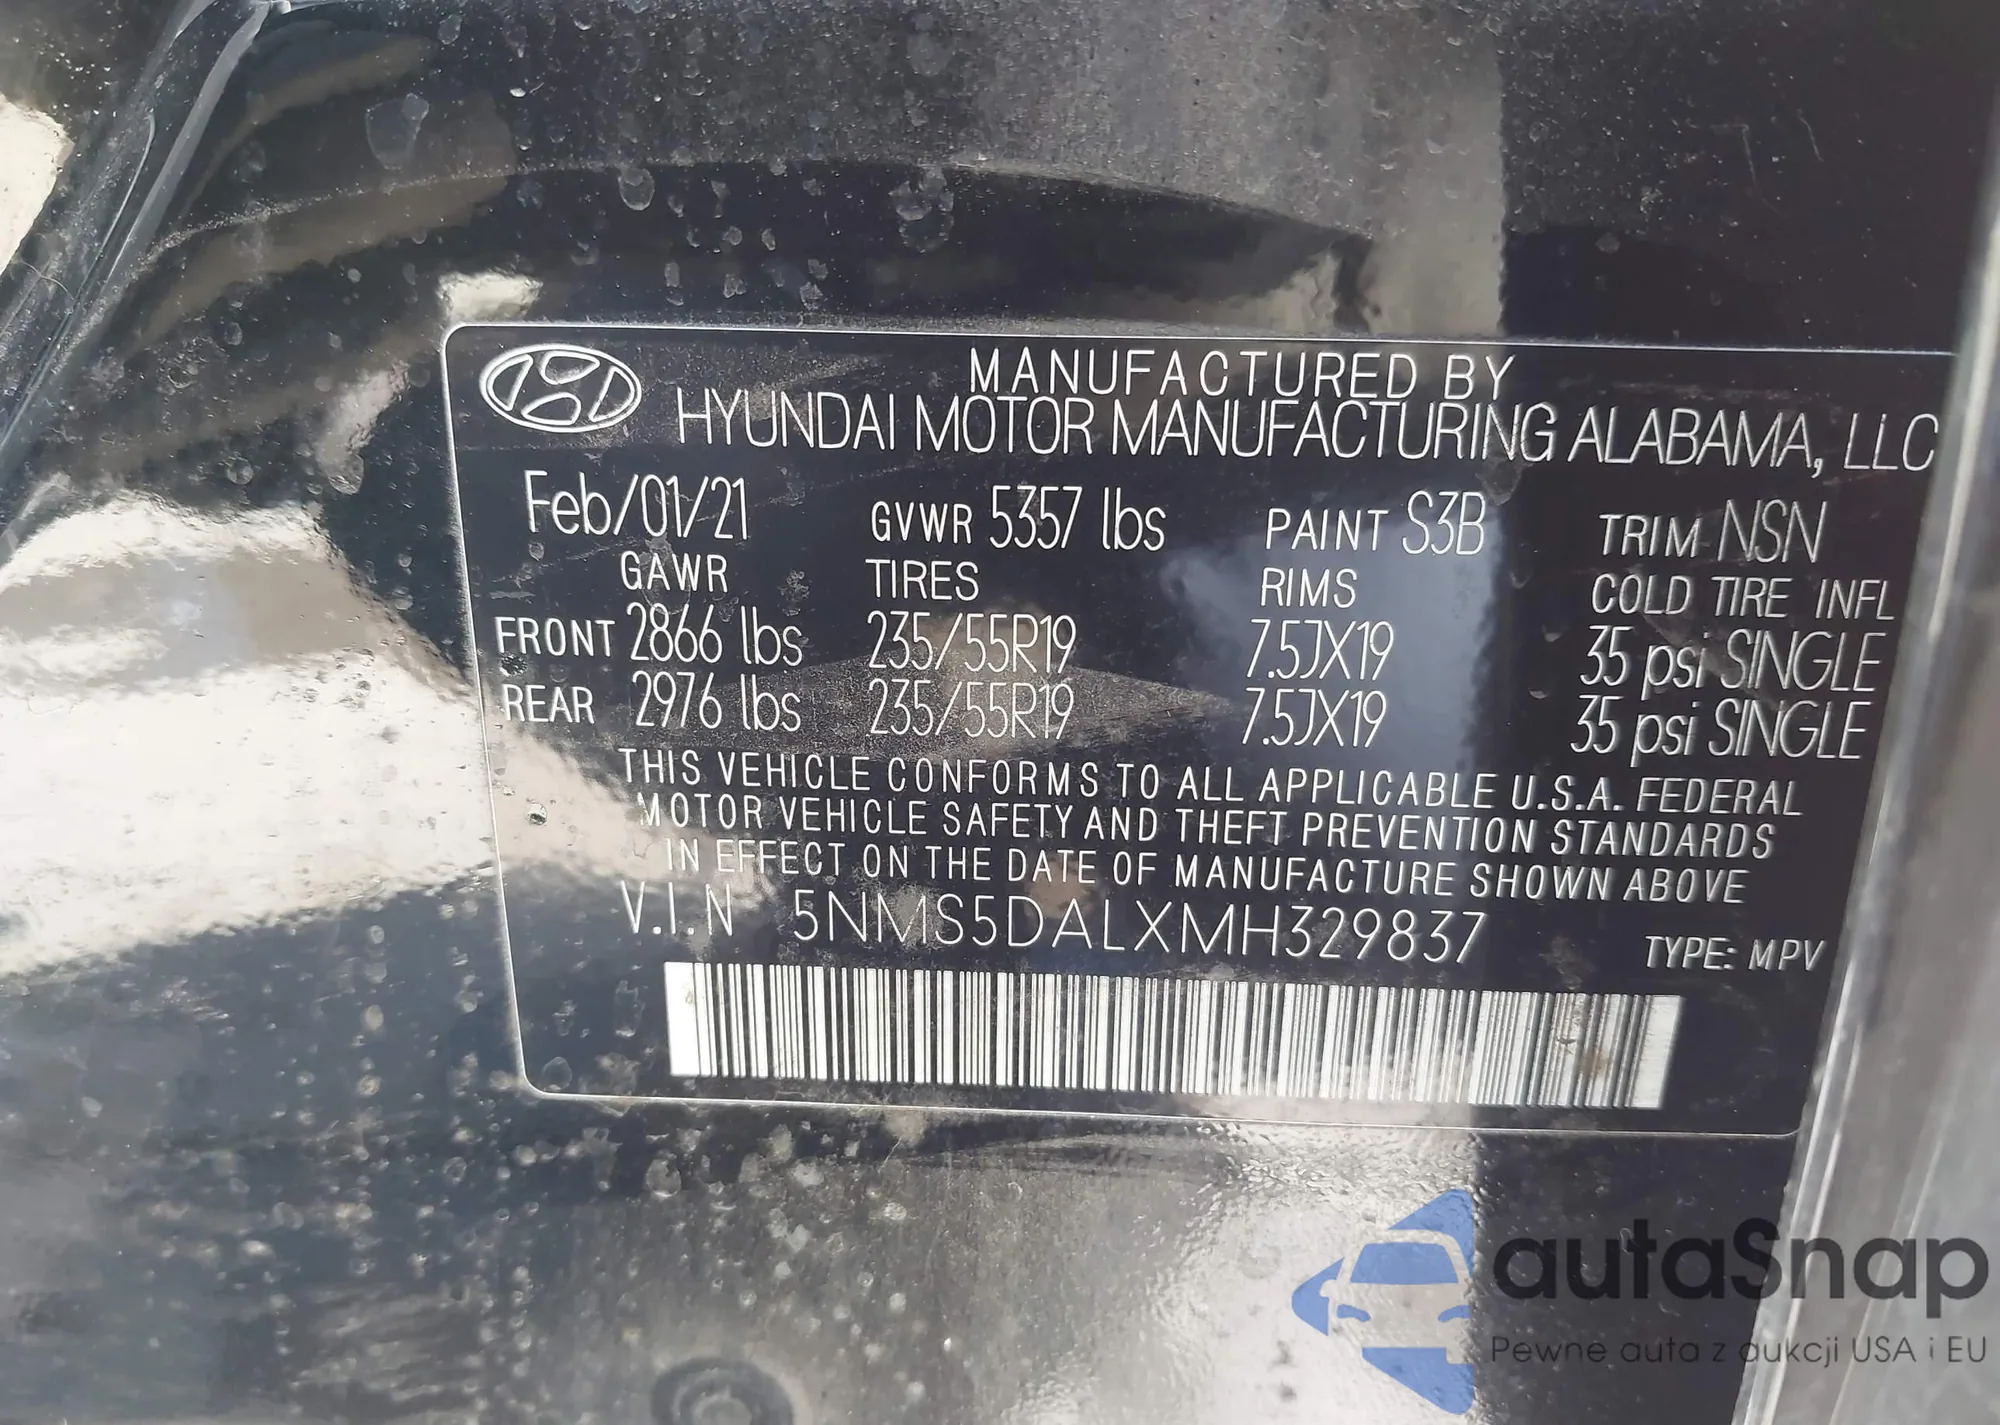 MANUFACTURED BY
HYUNDAI MOTOR MANUFACTURING ALABAMA, LLC
Feb/01/21 GVWR 5357 lbs PAINT S3B TRIM NSN
GAWR TIRES RIMS COLD TIRE INFL
FRONT 2866 lbs 235/55R19 7.5JX19 35 psi SINGLE
REAR 2976 lbs 235/55R19 7.5JX19 35 psi SINGLE
THIS VEHICLE CONFORMS TO ALL APPLICABLE U.S.A. FEDERAL
MOTOR VEHICLE SAFETY AND THEFT PREVENTION STANDARDS
IN EFFECT ON THE DATE OF MANUFACTURE SHOWN ABOVE
V.I.N 5NMS5DALXMH329837 TYPE: MPV
autaSnap
Pewne auta z aukcji USA i EU